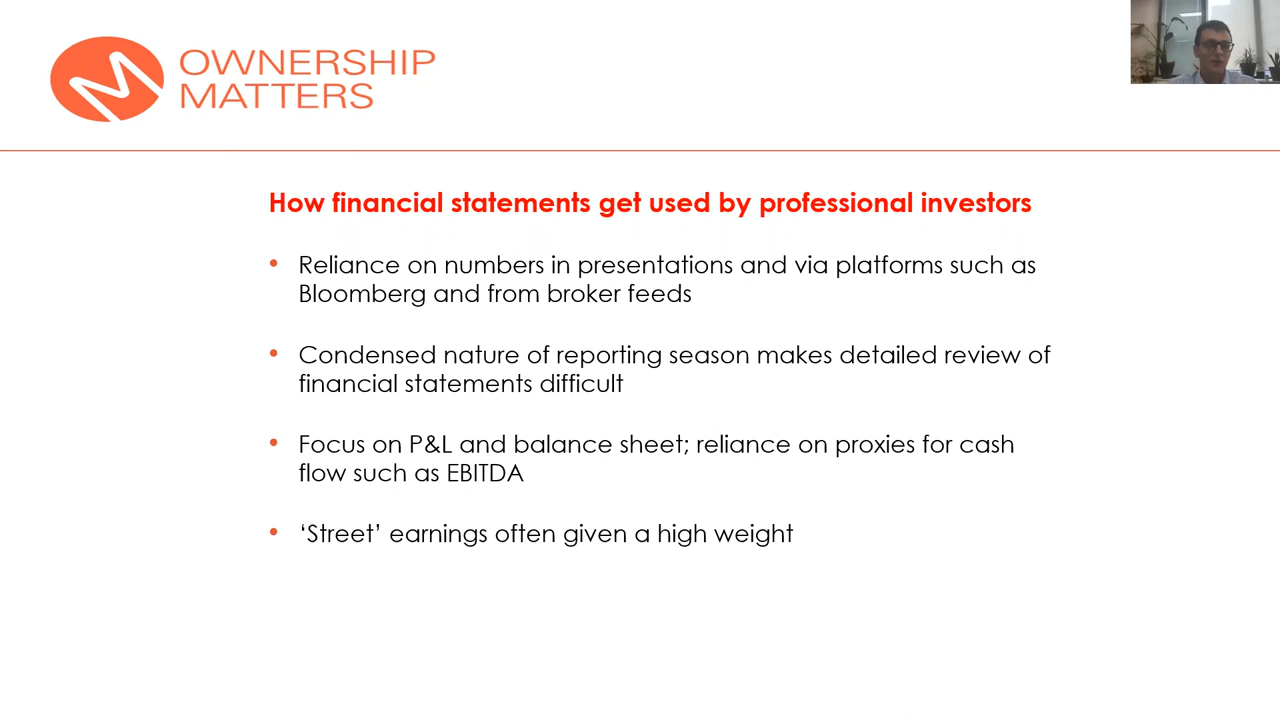 OWNERSHIP
MATTERS
How financial statements get used by professional investors
• Reliance on numbers in presentations and via platforms such as
Bloomberg and from broker feeds
• Condensed nature of reporting season makes detailed review of
financial statements difficult
• Focus on P&L and balance sheet; reliance on proxies for cash
flow such as EBITDA
• ‘Street’ earnings often given a high weight